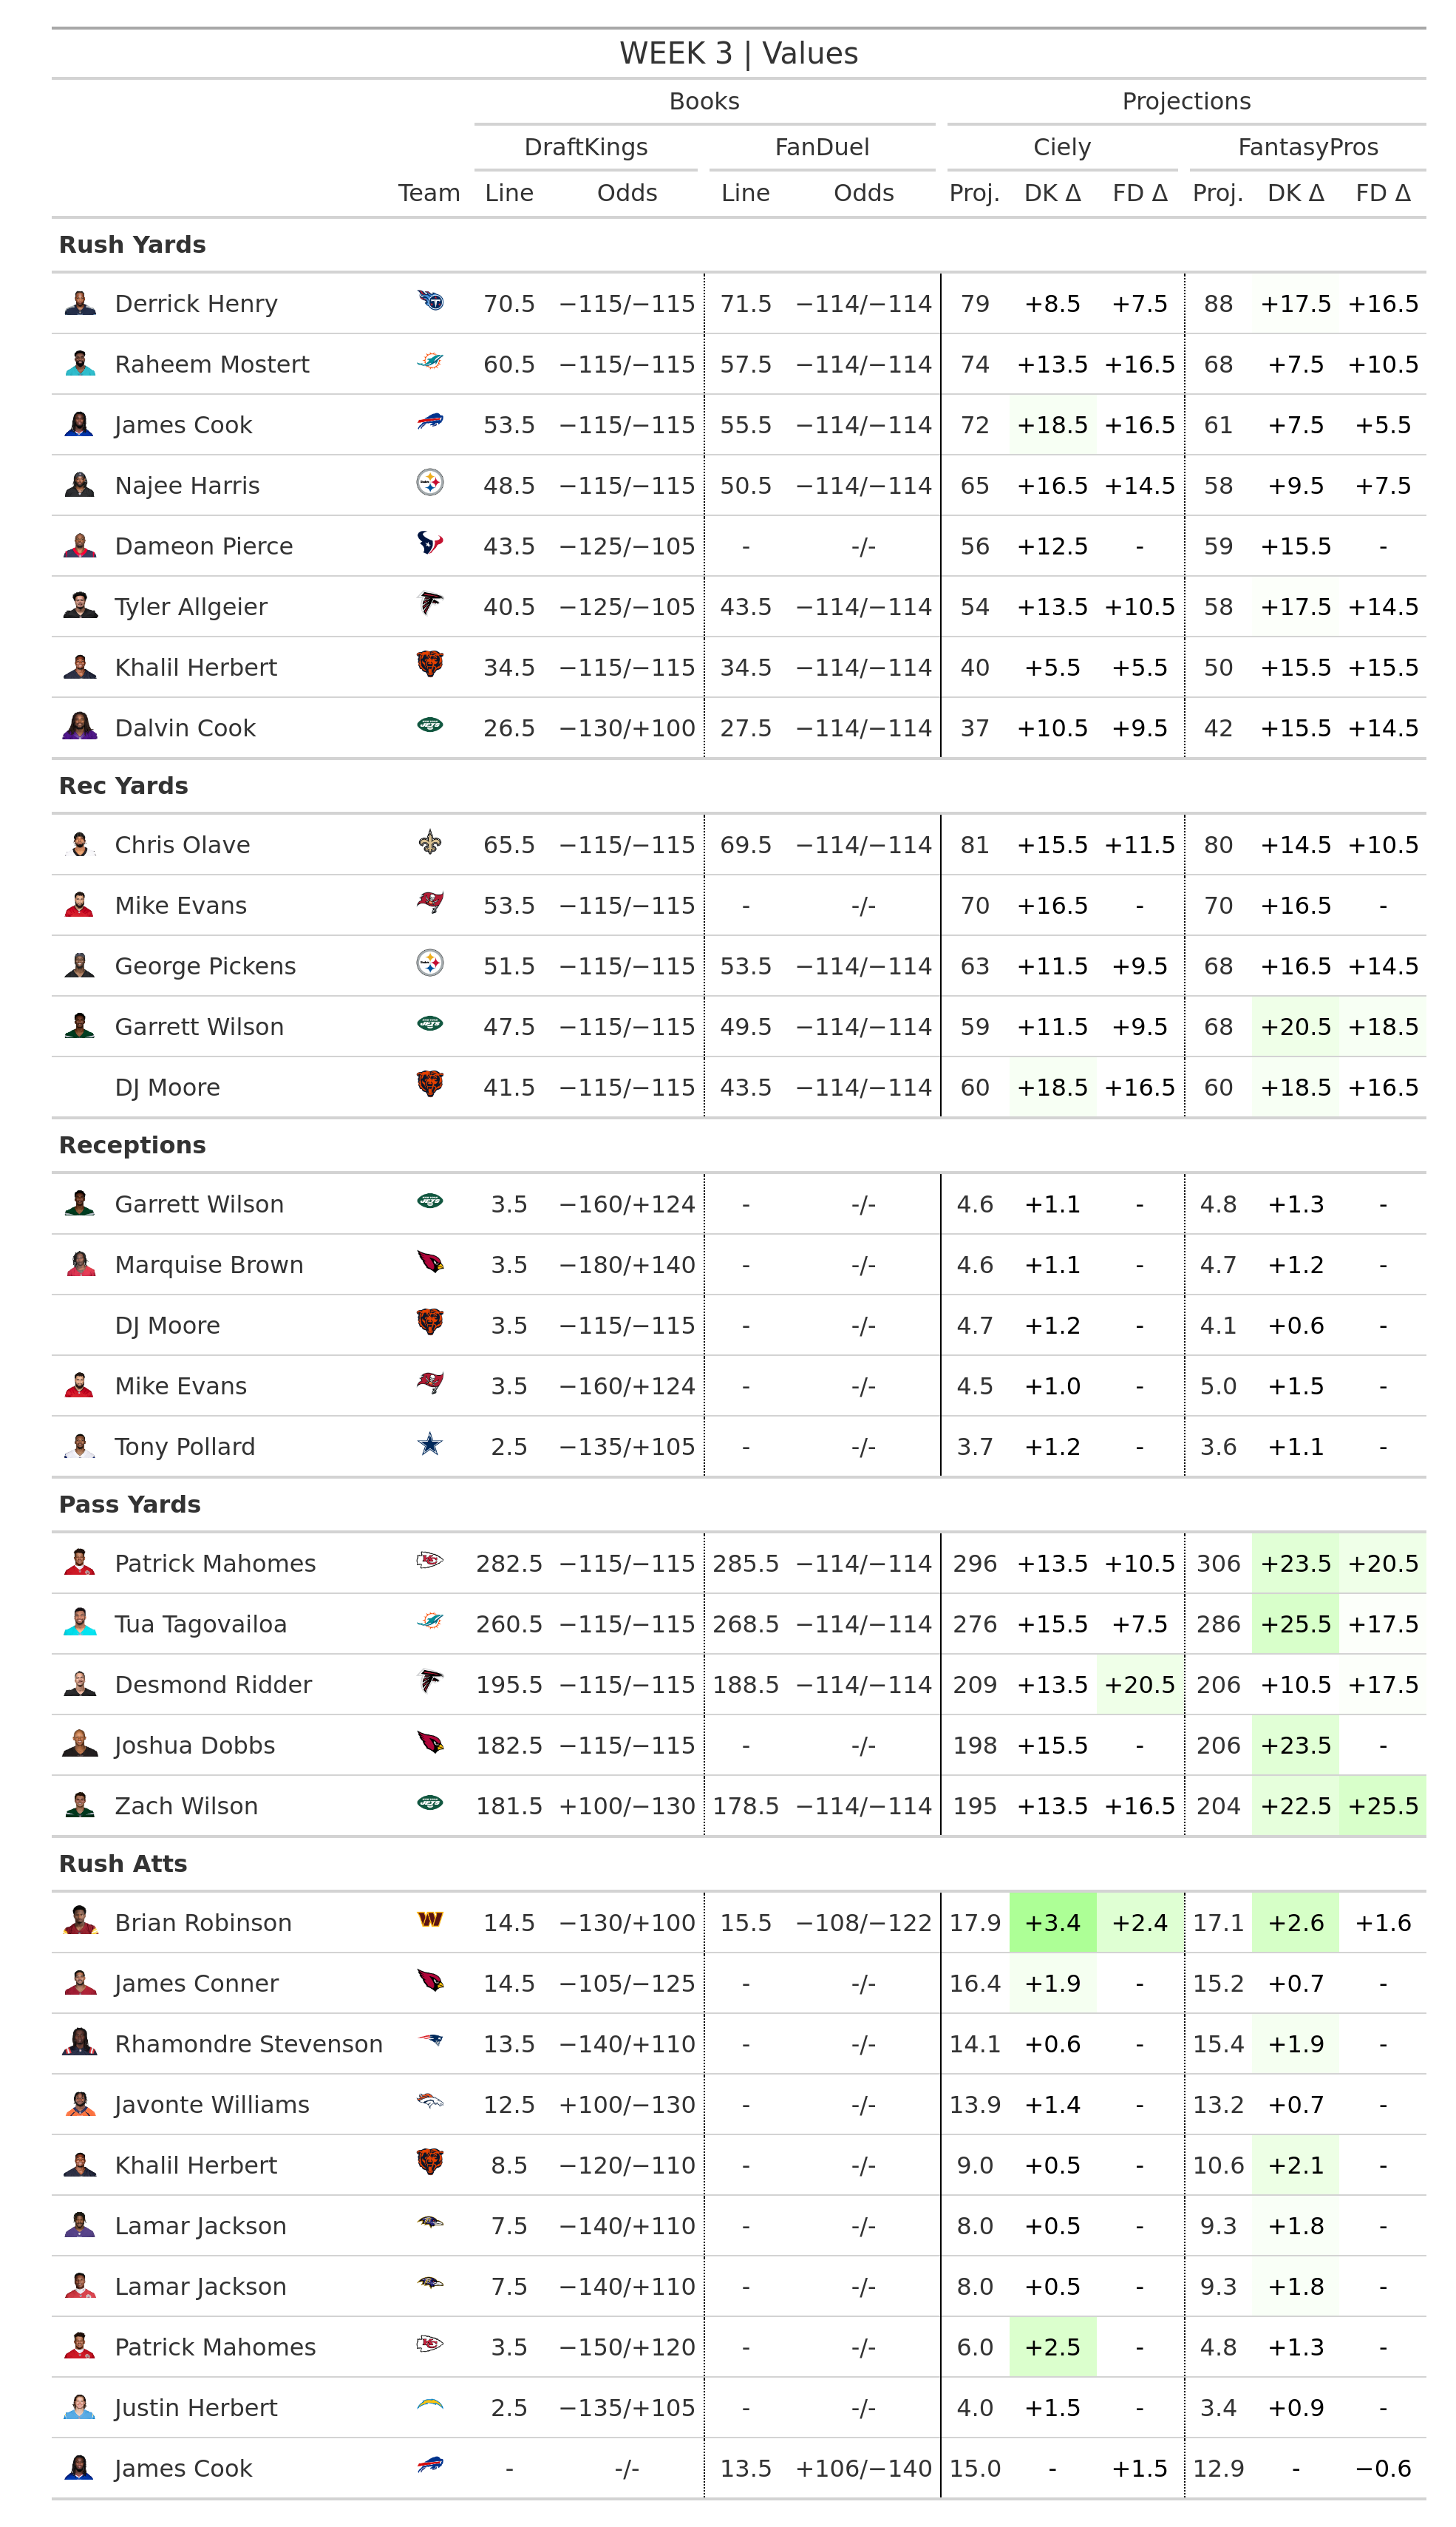 WEEK 3 | Values
Books Projections
DraftKings FanDuel Ciely FantasyPros
Team Line Odds Line Odds Proj. DK Δ FD Δ Proj. DK Δ FD Δ
Rush Yards
Derrick Henry 70.5 −115/−115 71.5 −114/−114 79 +8.5 +7.5 88 +17.5 +16.5
Raheem Mostert 60.5 −115/−115 57.5 −114/−114 74 +13.5 +16.5 68 +7.5 +10.5
James Cook 53.5 −115/−115 55.5 −114/−114 72 +18.5 +16.5 61 +7.5 +5.5
Najee Harris 48.5 −115/−115 50.5 −114/−114 65 +16.5 +14.5 58 +9.5 +7.5
Dameon Pierce 43.5 −125/−105 - -/- 56 +12.5 - 59 +15.5 -
Tyler Allgeier 40.5 −125/−105 43.5 −114/−114 54 +13.5 +10.5 58 +17.5 +14.5
Khalil Herbert 34.5 −115/−115 34.5 −114/−114 40 +5.5 +5.5 50 +15.5 +15.5
Dalvin Cook 26.5 −130/+100 27.5 −114/−114 37 +10.5 +9.5 42 +15.5 +14.5
Rec Yards
Chris Olave 65.5 −115/−115 69.5 −114/−114 81 +15.5 +11.5 80 +14.5 +10.5
Mike Evans 53.5 −115/−115 - -/- 70 +16.5 - 70 +16.5 -
George Pickens 51.5 −115/−115 53.5 −114/−114 63 +11.5 +9.5 68 +16.5 +14.5
Garrett Wilson 47.5 −115/−115 49.5 −114/−114 59 +11.5 +9.5 68 +20.5 +18.5
DJ Moore 41.5 −115/−115 43.5 −114/−114 60 +18.5 +16.5 60 +18.5 +16.5
Receptions
Garrett Wilson 3.5 −160/+124 - -/- 4.6 +1.1 - 4.8 +1.3 -
Marquise Brown 3.5 −180/+140 - -/- 4.6 +1.1 - 4.7 +1.2 -
DJ Moore 3.5 −115/−115 - -/- 4.7 +1.2 - 4.1 +0.6 -
Mike Evans 3.5 −160/+124 - -/- 4.5 +1.0 - 5.0 +1.5 -
Tony Pollard 2.5 −135/+105 - -/- 3.7 +1.2 - 3.6 +1.1 -
Pass Yards
Patrick Mahomes 282.5 −115/−115 285.5 −114/−114 296 +13.5 +10.5 306 +23.5 +20.5
Tua Tagovailoa 260.5 −115/−115 268.5 −114/−114 276 +15.5 +7.5 286 +25.5 +17.5
Desmond Ridder 195.5 −115/−115 188.5 −114/−114 209 +13.5 +20.5 206 +10.5 +17.5
Joshua Dobbs 182.5 −115/−115 - -/- 198 +15.5 - 206 +23.5 -
Zach Wilson 181.5 +100/−130 178.5 −114/−114 195 +13.5 +16.5 204 +22.5 +25.5
Rush Atts
Brian Robinson 14.5 −130/+100 15.5 −108/−122 17.9 +3.4 +2.4 17.1 +2.6 +1.6
James Conner 14.5 −105/−125 - -/- 16.4 +1.9 - 15.2 +0.7 -
Rhamondre Stevenson 13.5 −140/+110 - -/- 14.1 +0.6 - 15.4 +1.9 -
Javonte Williams 12.5 +100/−130 - -/- 13.9 +1.4 - 13.2 +0.7 -
Khalil Herbert 8.5 −120/−110 - -/- 9.0 +0.5 - 10.6 +2.1 -
Lamar Jackson 7.5 −140/+110 - -/- 8.0 +0.5 - 9.3 +1.8 -
Lamar Jackson 7.5 −140/+110 - -/- 8.0 +0.5 - 9.3 +1.8 -
Patrick Mahomes 3.5 −150/+120 - -/- 6.0 +2.5 - 4.8 +1.3 -
Justin Herbert 2.5 −135/+105 - -/- 4.0 +1.5 - 3.4 +0.9 -
James Cook - -/- 13.5 +106/−140 15.0 - +1.5 12.9 - −0.6